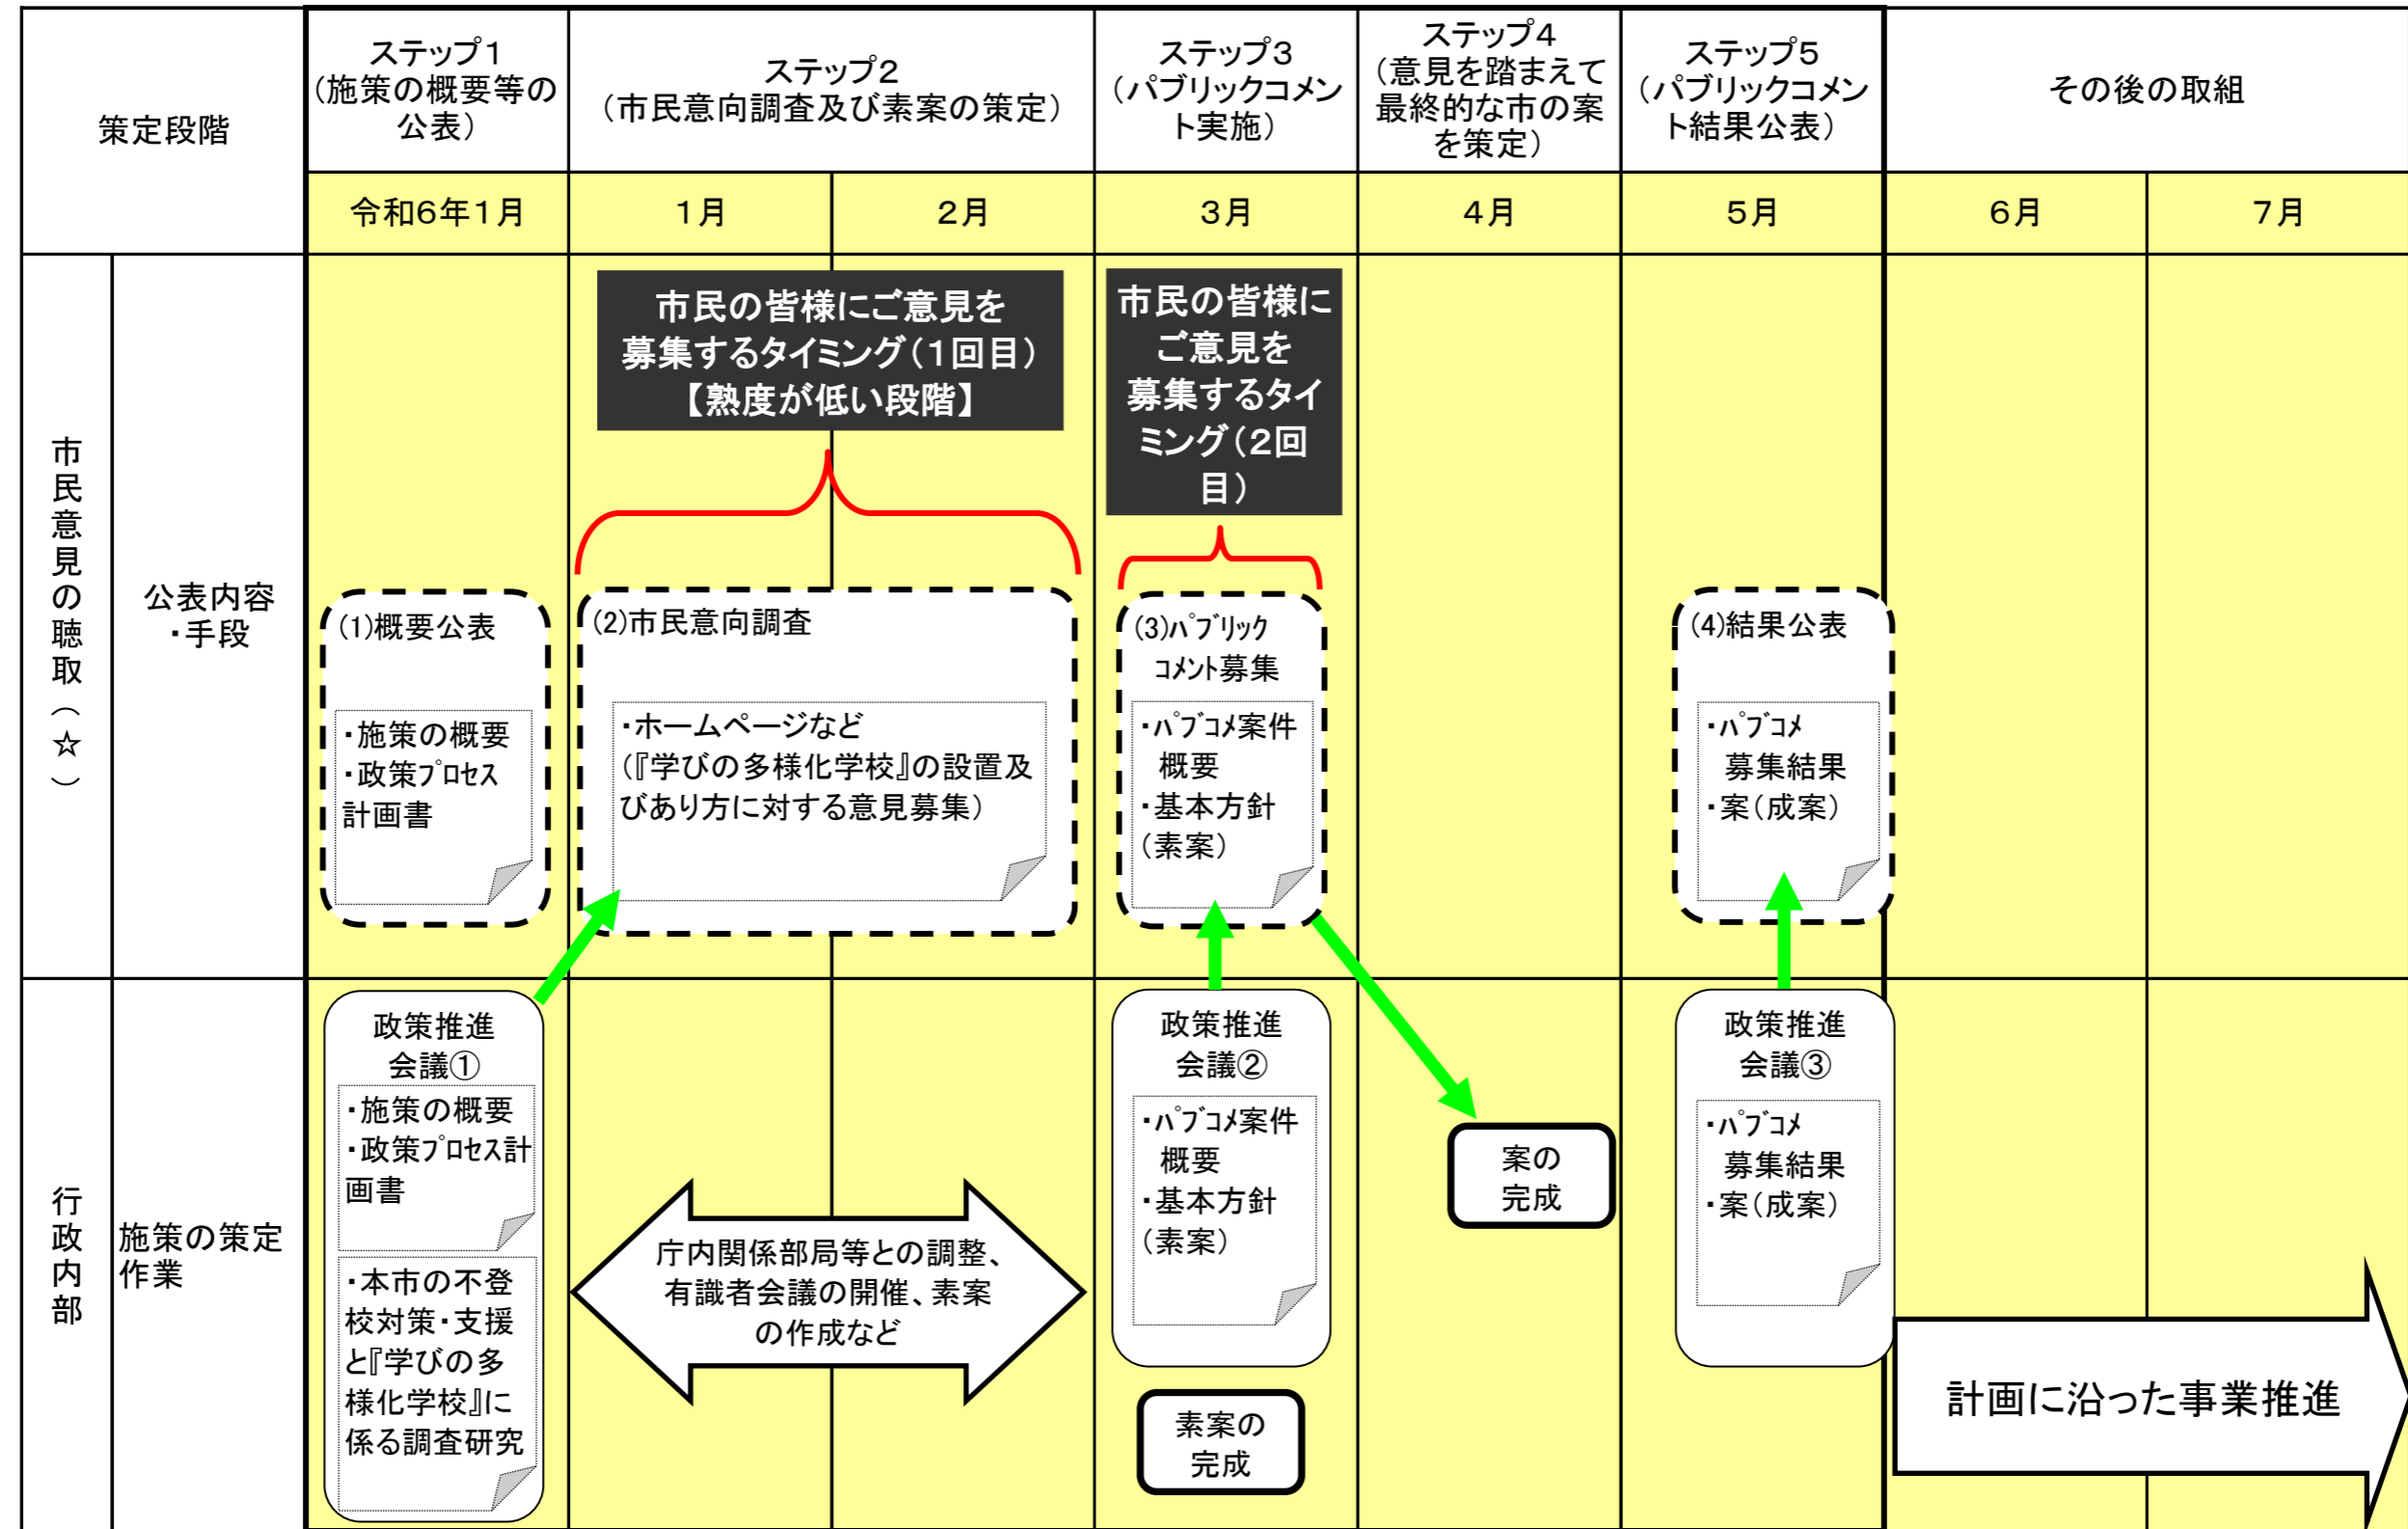 策定段階
ステップ1
（施策の概要等の
公表）
ステップ2
（市民意向調査及び素案の策定）
ステップ3
（パブリックコメン
ト実施）
ステップ4
（意見を踏まえて
最終的な市の案
を策定）
ステップ5
（パブリックコメン
ト結果公表）
その後の取組
令和6年1月
1月
2月
3月
4月
5月
6月
7月
市民意見の聴取（☆）
公表内容
・手段
市民の皆様にご意見を
募集するタイミング（1回目）
【熟度が低い段階】
市民の皆様に
ご意見を
募集するタイ
ミング（2回
目）
(1)概要公表
・施策の概要
・政策ﾌﾟﾛｾｽ
計画書
(2)市民意向調査
・ホームページなど
（『学びの多様化学校』の設置及
びあり方に対する意見募集）
(3)ﾊﾟﾌﾞﾘｯｸ
ｺﾒﾝﾄ募集
・ﾊﾟﾌﾞｺﾒ案件
概要
・基本方針
（素案）
(4)結果公表
・ﾊﾟﾌﾞｺﾒ
募集結果
・案（成案）
行政内部
施策の策定
作業
政策推進
会議①
・施策の概要
・政策ﾌﾟﾛｾｽ計
画書
・本市の不登
校対策・支援
と『学びの多
様化学校』に
係る調査研究
庁内関係部局等との調整、
有識者会議の開催、素案
の作成など
政策推進
会議②
・ﾊﾟﾌﾞｺﾒ案件
概要
・基本方針
（素案）
素案の
完成
案の
完成
政策推進
会議③
・ﾊﾟﾌﾞｺﾒ
募集結果
・案（成案）
計画に沿った事業推進